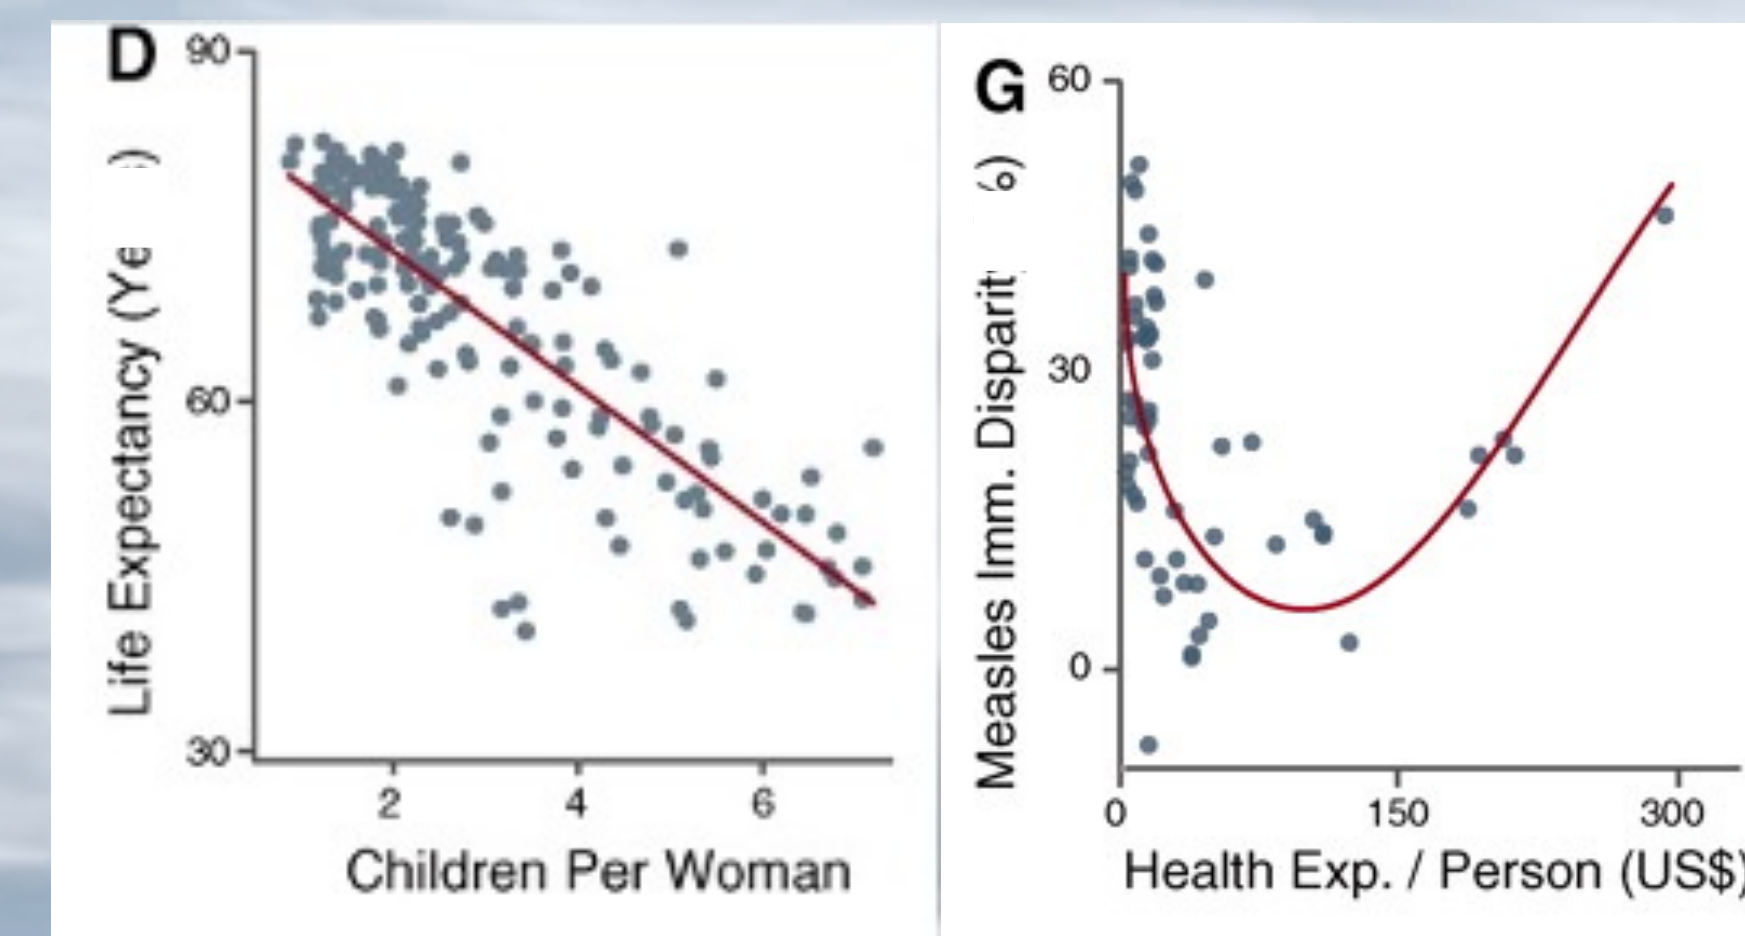 D
90
60
30
Life Expectancy (Ye )
2 4 6
Children Per Woman
G
60
30
0
Measles Imm. Disparit )
0 150 300
Health Exp. / Person (US$)